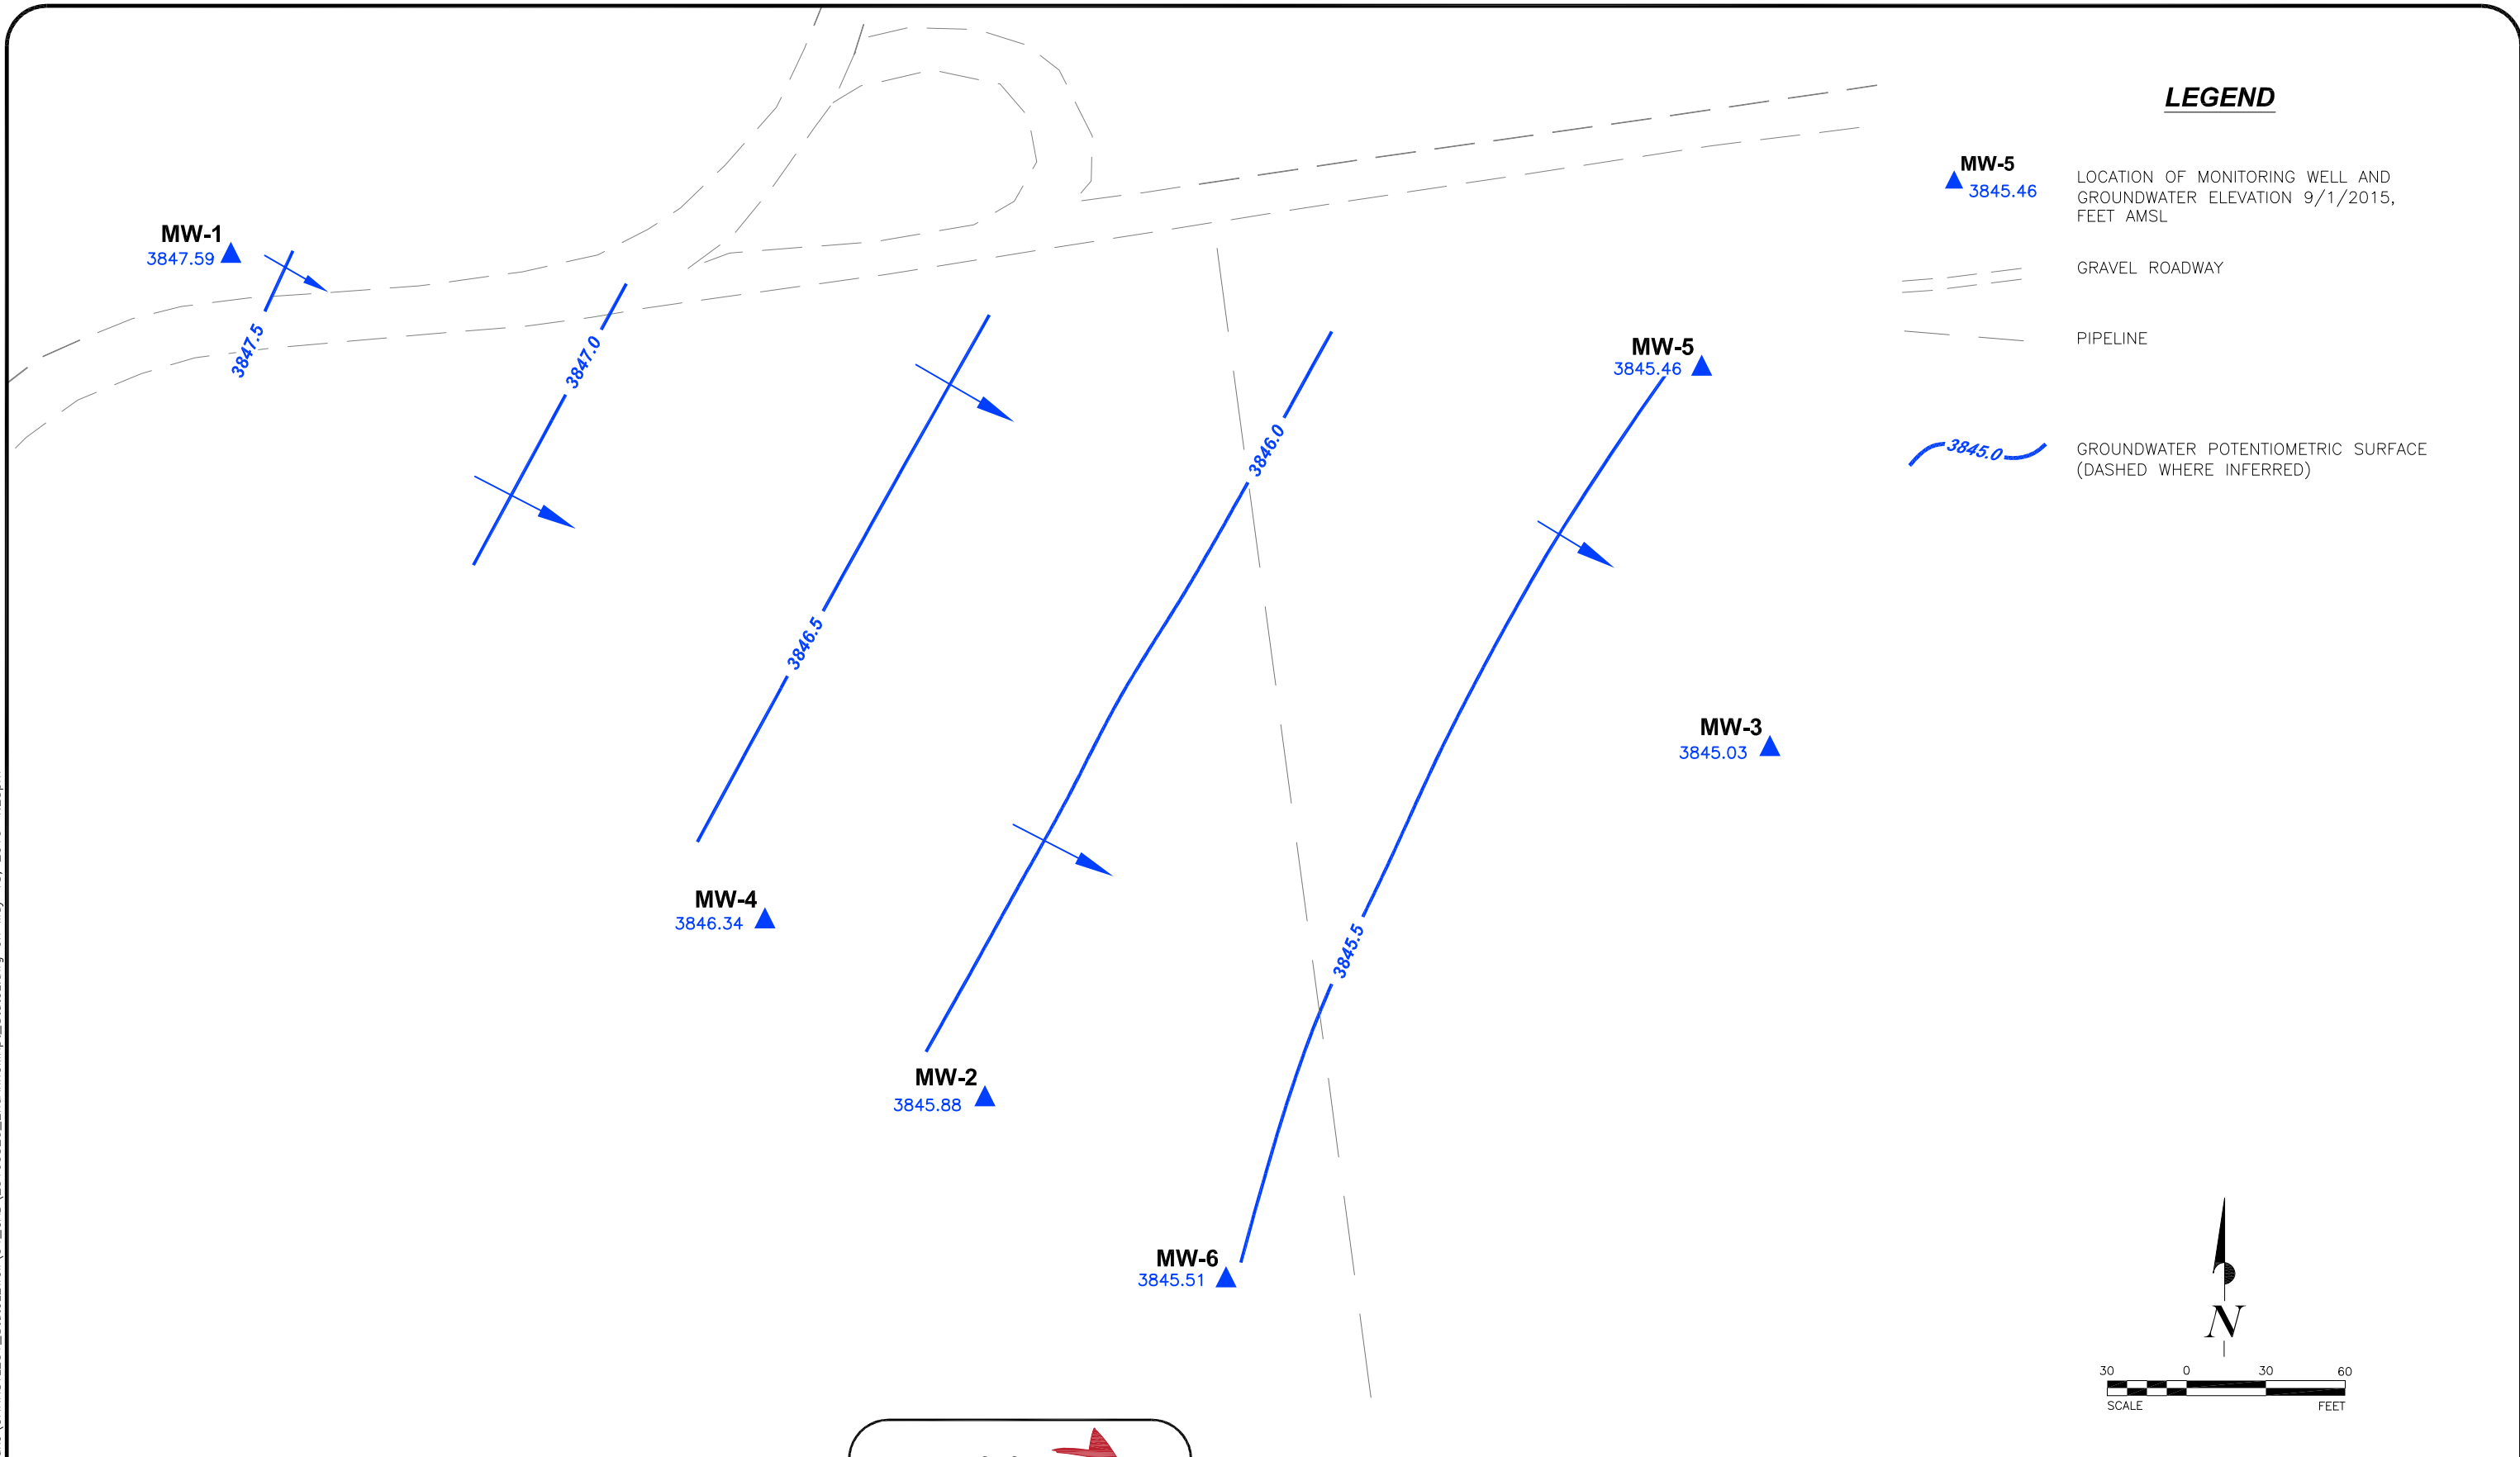 LEGEND
MW-5
3845.46
LOCATION OF MONITORING WELL AND
GROUNDWATER ELEVATION 9/1/2015,
FEET AMSL
GRAVEL ROADWAY
PIPELINE
3845.0
GROUNDWATER POTENTIOMETRIC SURFACE
(DASHED WHERE INFERRED)
MW-1
3847.59
3847.5
3847.0
3846.5
3846.0
MW-5
3845.46
MW-3
3845.03
MW-4
3846.34
3845.5
MW-2
3845.88
MW-6
3845.51
N
30 0 30 60
SCALE FEET